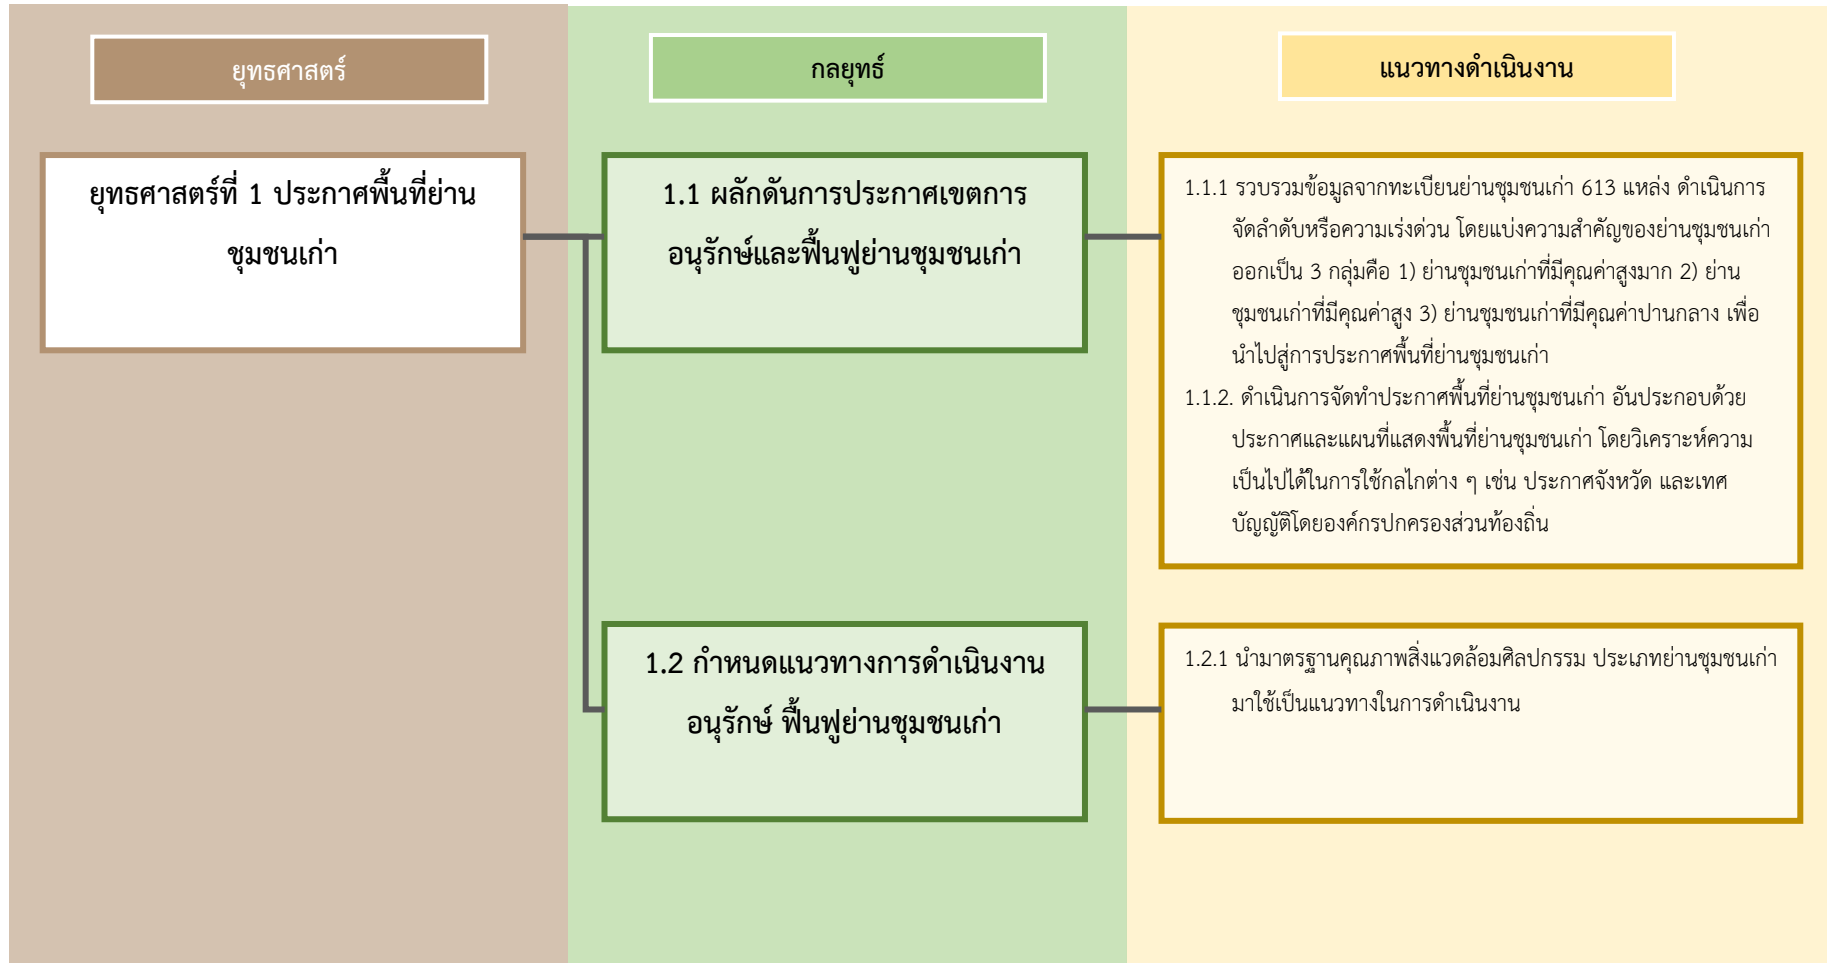 ยุทธศาสตร์
กลยุทธ์
แนวทางดำเนินงาน
ยุทธศาสตร์ที่ 1 ประกาศพื้นที่ย่าน
ชุมชนเก่า
1.1 ผลักดันการประกาศเขตการ
อนุรักษ์และฟื้นฟูย่านชุมชนเก่า
1.1.1 รวบรวมข้อมูลจากทะเบียนย่านชุมชนเก่า 613 แหล่ง ดำเนินการ
จัดลำดับหรือความเร่งด่วน โดยแบ่งความสำคัญของย่านชุมชนเก่า
ออกเป็น 3 กลุ่มคือ 1) ย่านชุมชนเก่าที่มีคุณค่าสูงมาก 2) ย่าน
ชุมชนเก่าที่มีคุณค่าสูง 3) ย่านชุมชนเก่าที่มีคุณค่าปานกลาง เพื่อ
นำไปสู่การประกาศพื้นที่ย่านชุมชนเก่า
1.1.2. ดำเนินการจัดทำประกาศพื้นที่ย่านชุมชนเก่า อันประกอบด้วย
ประกาศและแผนที่แสดงพื้นที่ย่านชุมชนเก่า โดยวิเคราะห์ความ
เป็นไปได้ในการใช้กลไกต่าง ๆ เช่น ประกาศจังหวัด และเทศ
บัญญัติโดยองค์กรปกครองส่วนท้องถิ่น
1.2 กำหนดแนวทางการดำเนินงาน
อนุรักษ์ ฟื้นฟูย่านชุมชนเก่า
1.2.1 นำมาตรฐานคุณภาพสิ่งแวดล้อมศิลปกรรม ประเภทย่านชุมชนเก่า
มาใช้เป็นแนวทางในการดำเนินงาน